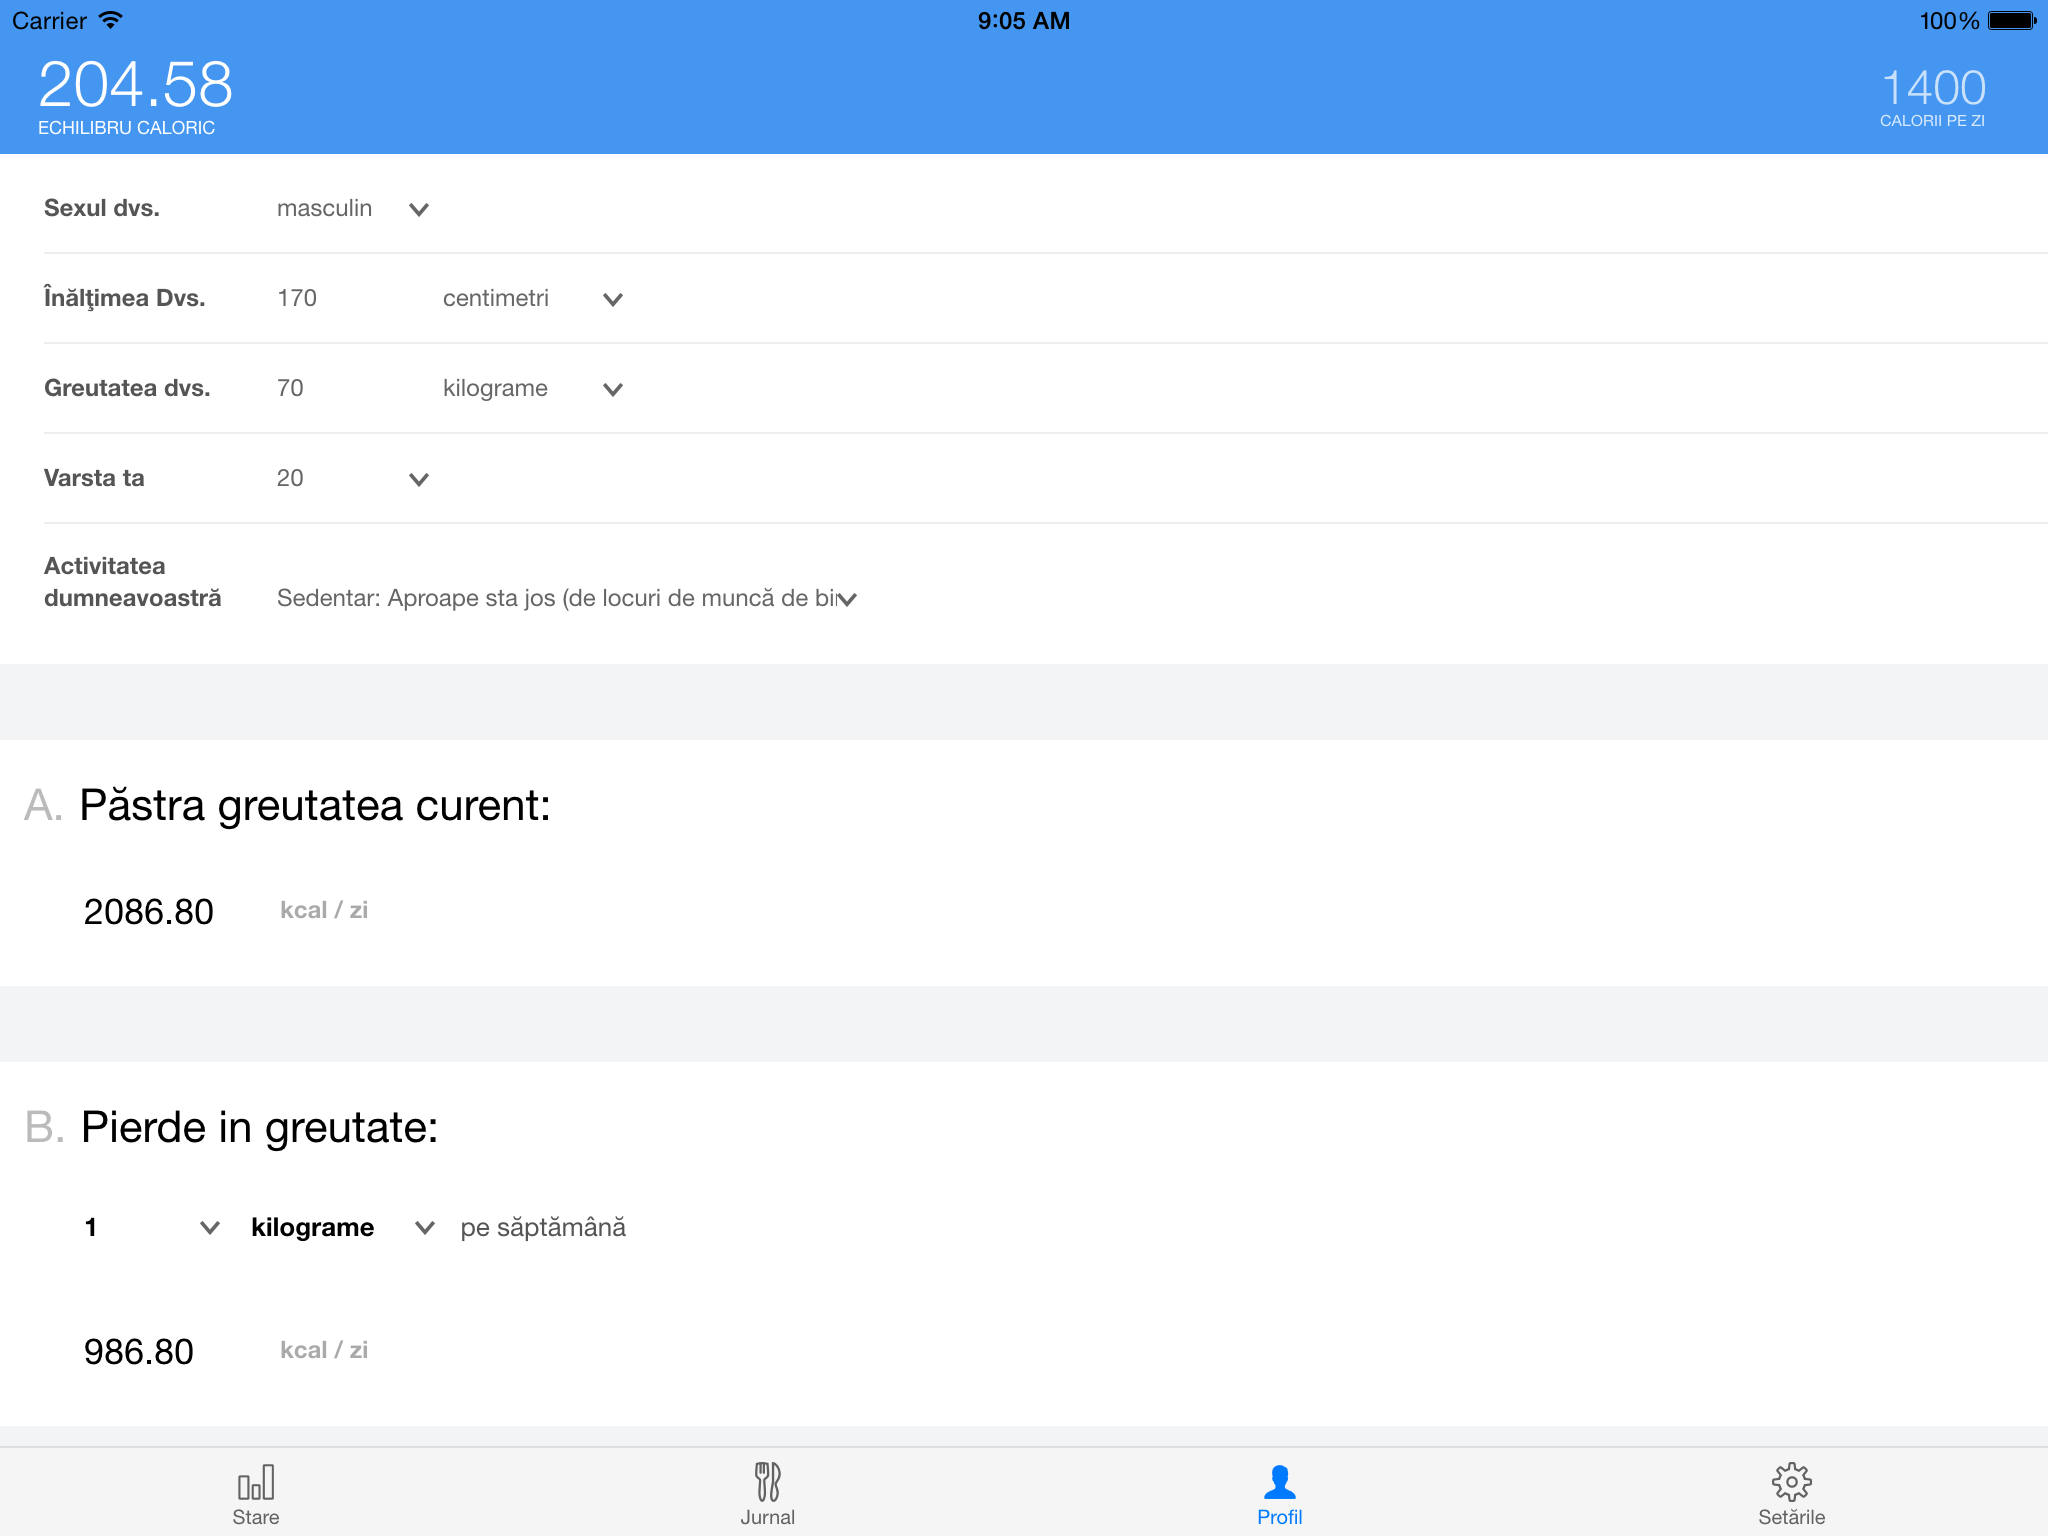 Carrier 9:05 AM 100%
204.58 1400
ECHILIBRU CALORIC CALORII PE ZI
Sexul dvs. masculin
Înălţimea Dvs. 170 centimetri
Greutatea dvs. 70 kilograme
Varsta ta 20
Activitatea
dumneavoastră Sedentar: Aproape sta jos (de locuri de muncă de bi
A. Păstra greutatea curent:
2086.80 kcal / zi
B. Pierde in greutate:
1 kilograme pe săptămână
986.80 kcal / zi
Stare Jurnal Profil Setările